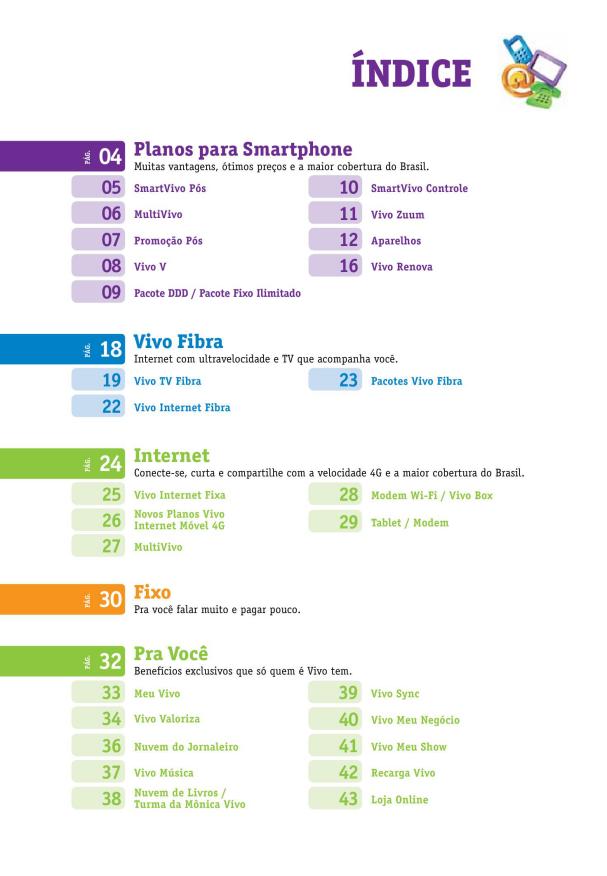 ÍNDICE
PÁG. 04 Planos para Smartphone
Muitas vantagens, ótimos preços e a maior cobertura do Brasil.
05 SmartVivo Pós
06 MultiVivo
07 Promoção Pós
08 Vivo V
09 Pacote DDD / Pacote Fixo Ilimitado
10 SmartVivo Controle
11 Vivo Zuum
12 Aparelhos
16 Vivo Renova
PÁG. 18 Vivo Fibra
Internet com ultravelocidade e TV que acompanha você.
19 Vivo TV Fibra
22 Vivo Internet Fibra
23 Pacotes Vivo Fibra
PÁG. 24 Internet
Conecte-se, curta e compartilhe com a velocidade 4G e a maior cobertura do Brasil.
25 Vivo Internet Fixa
26 Novos Planos Vivo
Internet Móvel 4G
27 MultiVivo
28 Modem Wi-Fi / Vivo Box
29 Tablet / Modem
PÁG. 30 Fixo
Pra você falar muito e pagar pouco.
PÁG. 32 Pra Você
Benefícios exclusivos que só quem é Vivo tem.
33 Meu Vivo
34 Vivo Valoriza
36 Nuvem do Jornaleiro
37 Vivo Música
38 Nuvem de Livros /
Turma da Mônica Vivo
39 Vivo Sync
40 Vivo Meu Negócio
41 Vivo Meu Show
42 Recarga Vivo
43 Loja Online